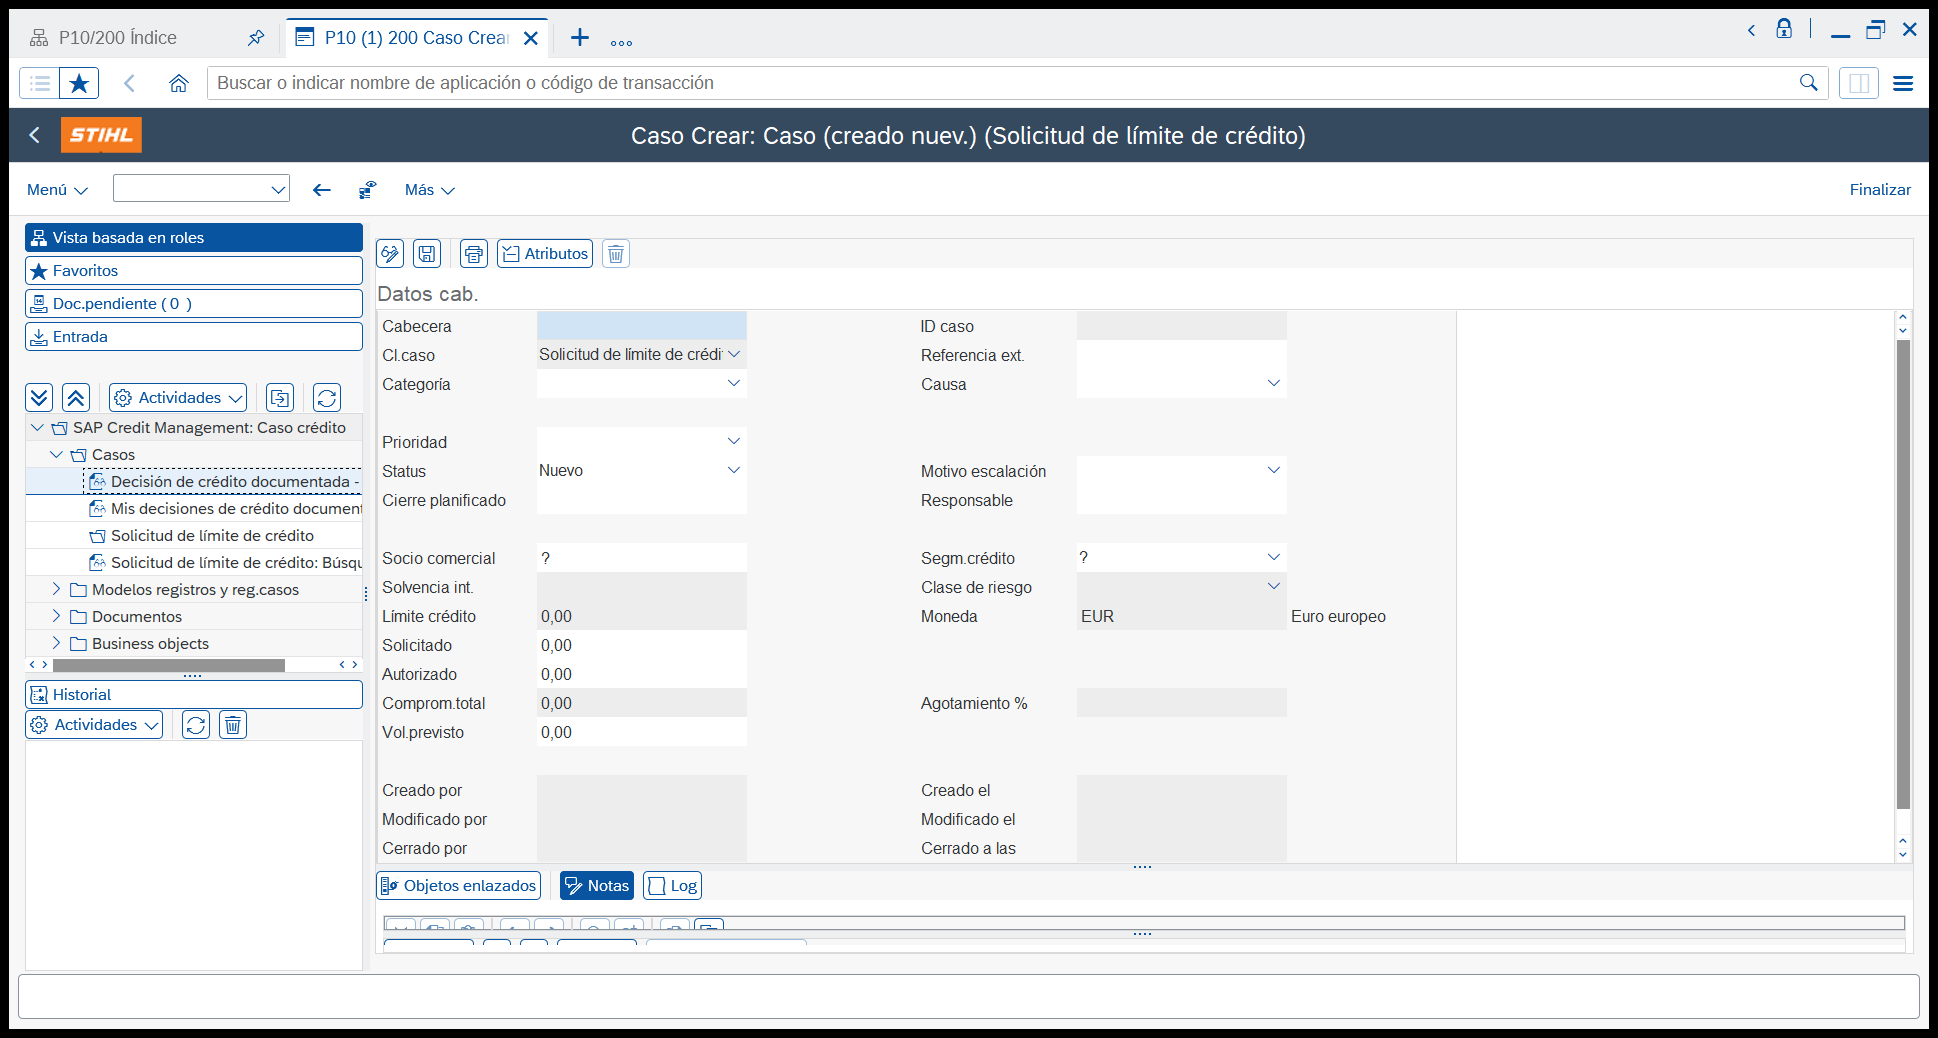 P10/200 Índice
P10 (1) 200 Caso Crear
Buscar o indicar nombre de aplicación o código de transacción
STIHL
Caso Crear: Caso (creado nuev.) (Solicitud de límite de crédito)
Menú
Más
Finalizar
Vista basada en roles
Favoritos
Doc.pendiente ( 0 )
Entrada
Actividades
SAP Credit Management: Caso crédito
Casos
Decisión de crédito documentada -
Mis decisiones de crédito document
Solicitud de límite de crédito
Solicitud de límite de crédito: Búsqu
Modelos registros y reg.casos
Documentos
Business objects
Historial
Actividades
Atributos
Datos cab.
Cabecera ID caso
Cl.caso Solicitud de límite de crédit Referencia ext.
Categoría Causa
Prioridad
Status Nuevo Motivo escalación
Cierre planificado Responsable
Socio comercial ? Segm.crédito ?
Solvencia int. Clase de riesgo
Límite crédito 0,00 Moneda EUR Euro europeo
Solicitado 0,00
Autorizado 0,00
Comprom.total 0,00 Agotamiento %
Vol.previsto 0,00
Creado por Creado el
Modificado por Modificado el
Cerrado por Cerrado a las
Objetos enlazados Notas Log